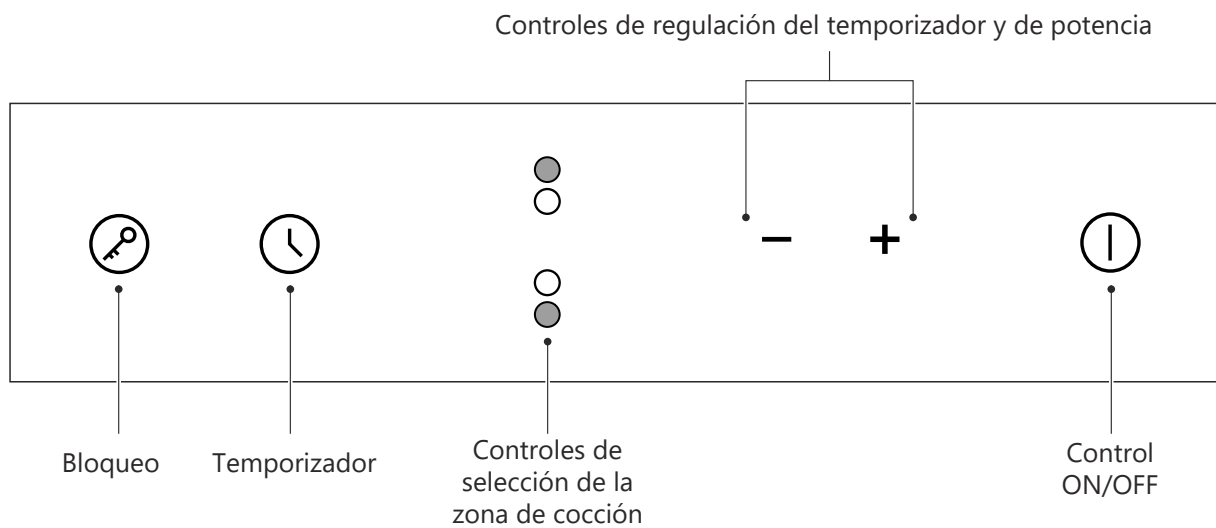 Controles de regulación del temporizador y de potencia
Bloqueo
Temporizador
Controles de
selección de la
zona de cocción
Control
ON/OFF